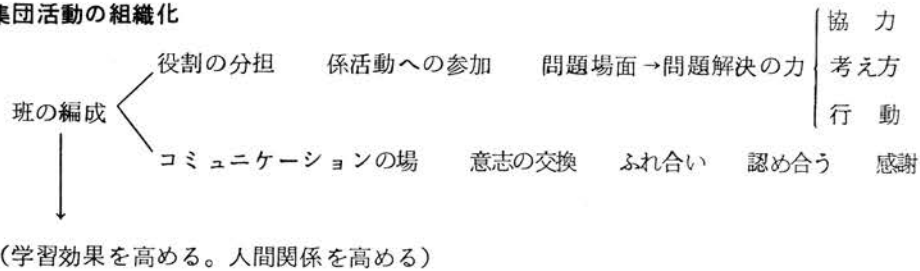 集団活動の組織化
協 力
役割の分担 係活動への参加 問題場面→問題解決の力 考え方
班の編成
行 動
コミュニケーションの場 意志の交換 ふれ合い 認め合う 感謝
(学習効果を高める。人間関係を高める)